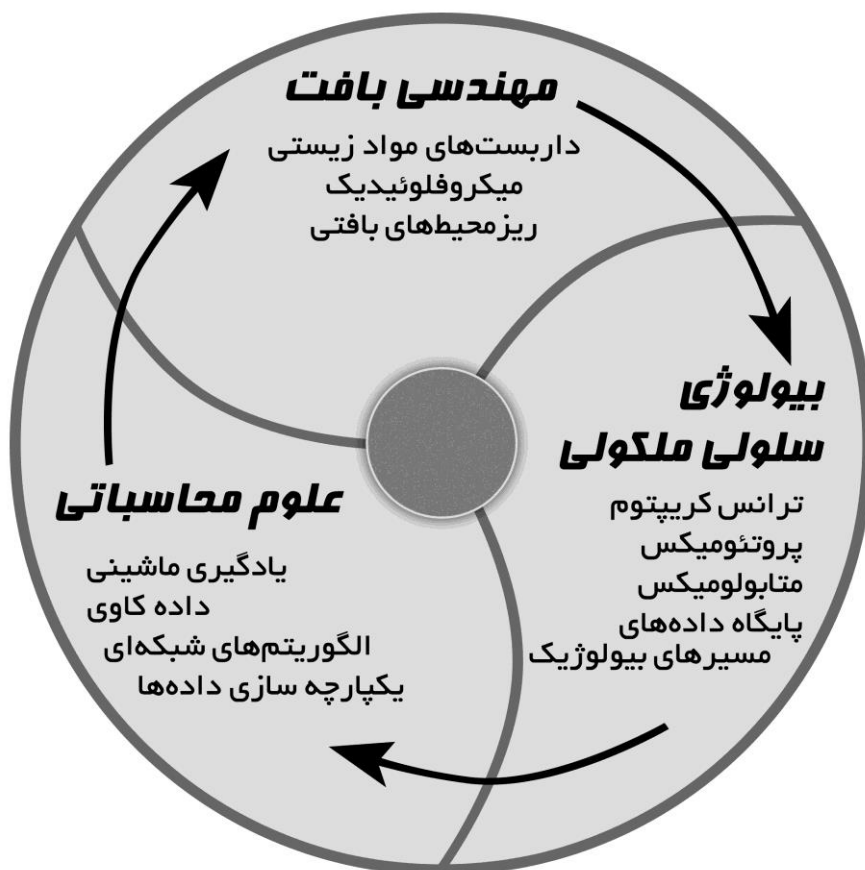 مهندسی بافت
داربست‌های مواد زیستی
میکروفلوئیدیک
ریزمحیط‌های بافتی
بیولوژی
سلولی ملکولی
ترانس کریپتوم
پروتئومیکس
متابولومیکس
پایگاه داده‌های
مسیرهای بیولوژیک
علوم محاسباتی
یادگیری ماشینی
داده کاوی
الگوریتم‌های شبکه‌ای
یکپارچه سازی داده‌ها